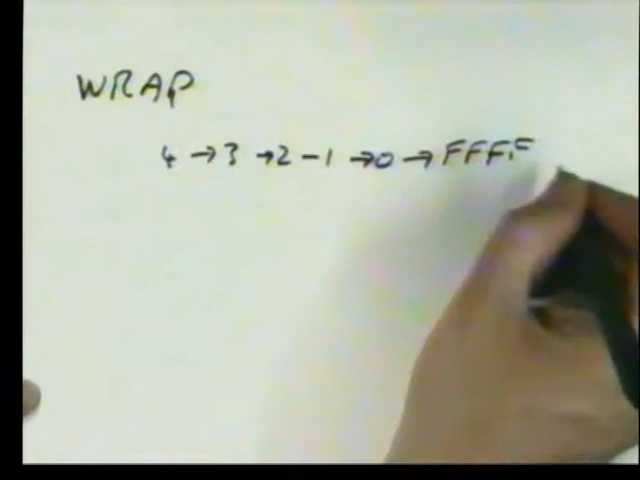 WRAP
4 → 3 → 2 - 1 → 0 → FFFF